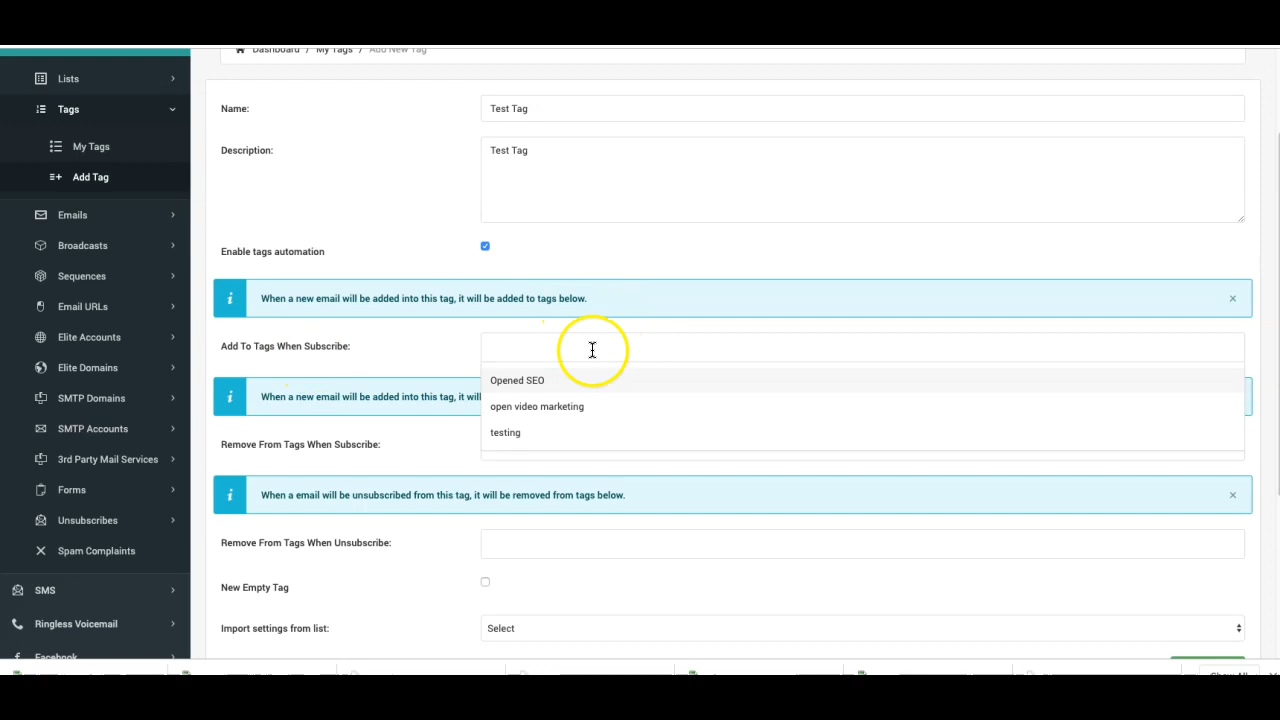 Dashboard / My Tags / Add New Tag
Lists
Tags
My Tags
Add Tag
Emails
Broadcasts
Sequences
Email URLs
Elite Accounts
Elite Domains
SMTP Domains
SMTP Accounts
3rd Party Mail Services
Forms
Unsubscribes
Spam Complaints
SMS
Ringless Voicemail
Facebook
Name:
Test Tag
Description:
Test Tag
Enable tags automation
When a new email will be added into this tag, it will be added to tags below.
Add To Tags When Subscribe:
Opened SEO
When a new email will be added into this tag, it will
open video marketing
testing
Remove From Tags When Subscribe:
When a email will be unsubscribed from this tag, it will be removed from tags below.
Remove From Tags When Unsubscribe:
New Empty Tag
Import settings from list:
Select
Show All